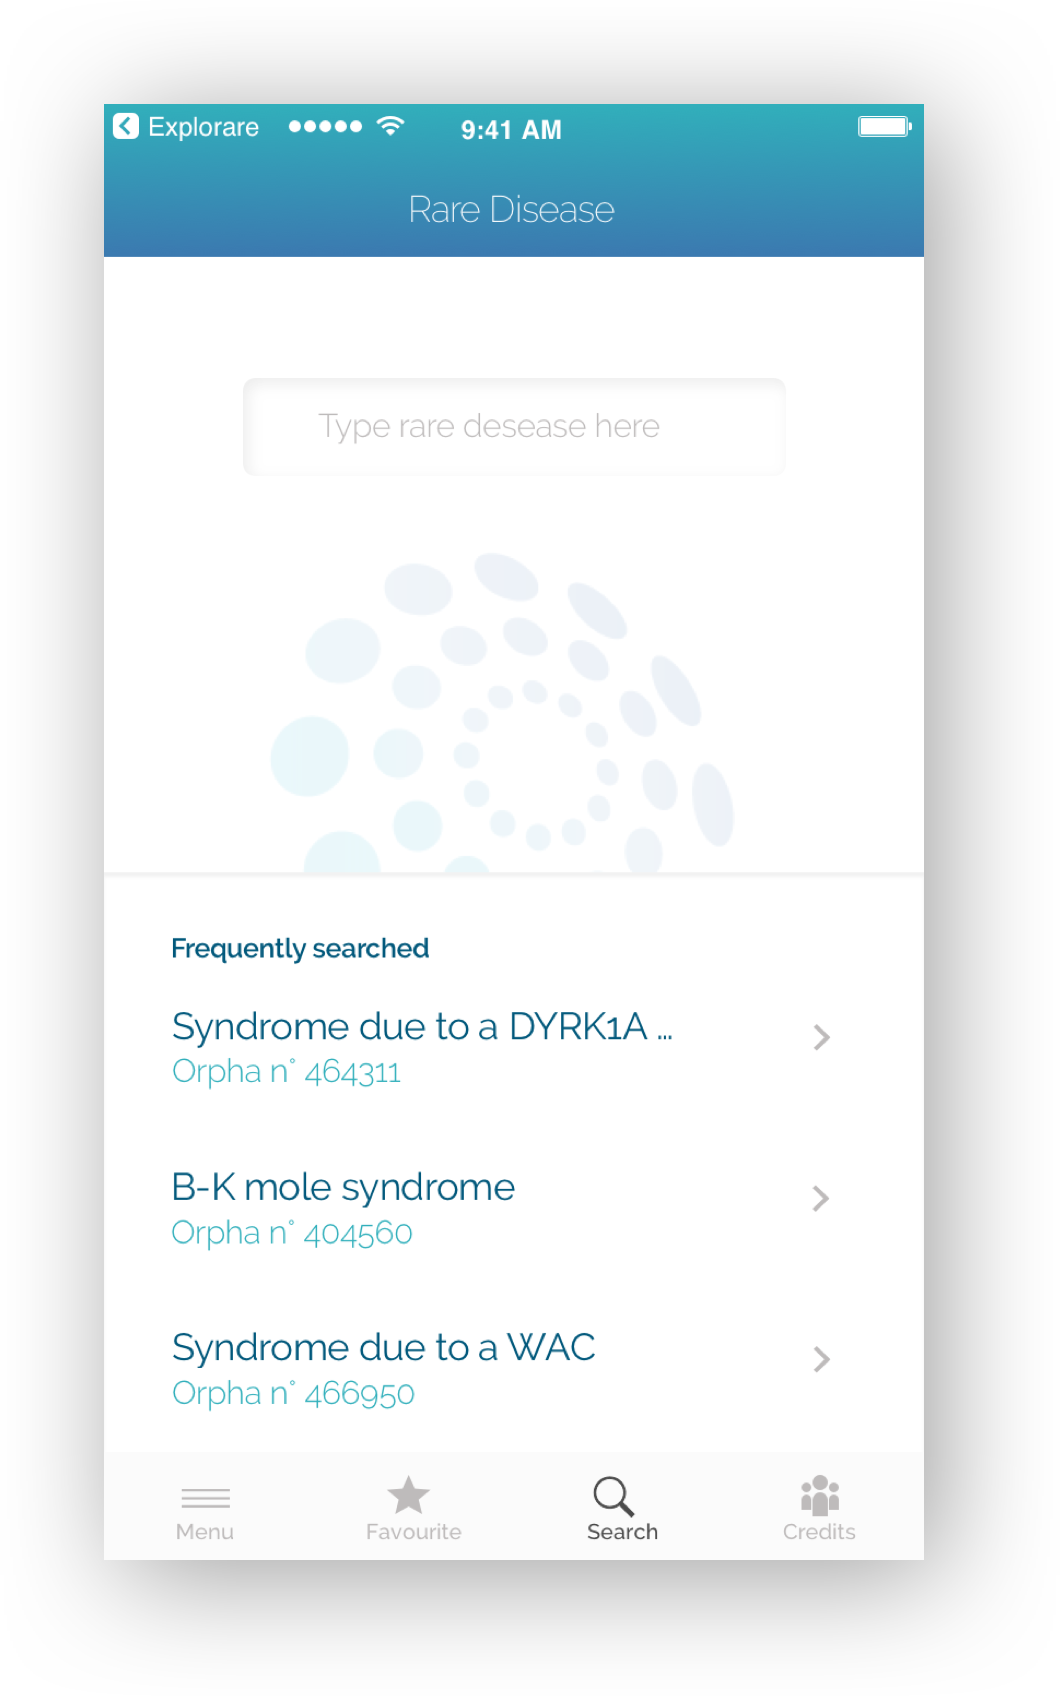 Explorare
9:41 AM
Rare Disease
Type rare desease here
Frequently searched
Syndrome due to a DYRK1A ...
Orpha n° 464311
B-K mole syndrome
Orpha n° 404560
Syndrome due to a WAC
Orpha n° 466950
Menu
Favourite
Search
Credits